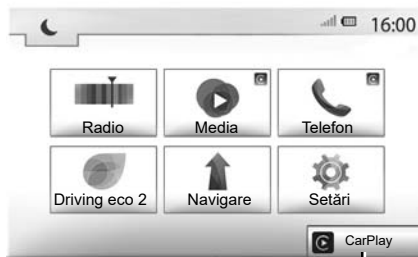 16:00
Radio
Media
Telefon
Driving eco 2
Navigare
Setări
CarPlay